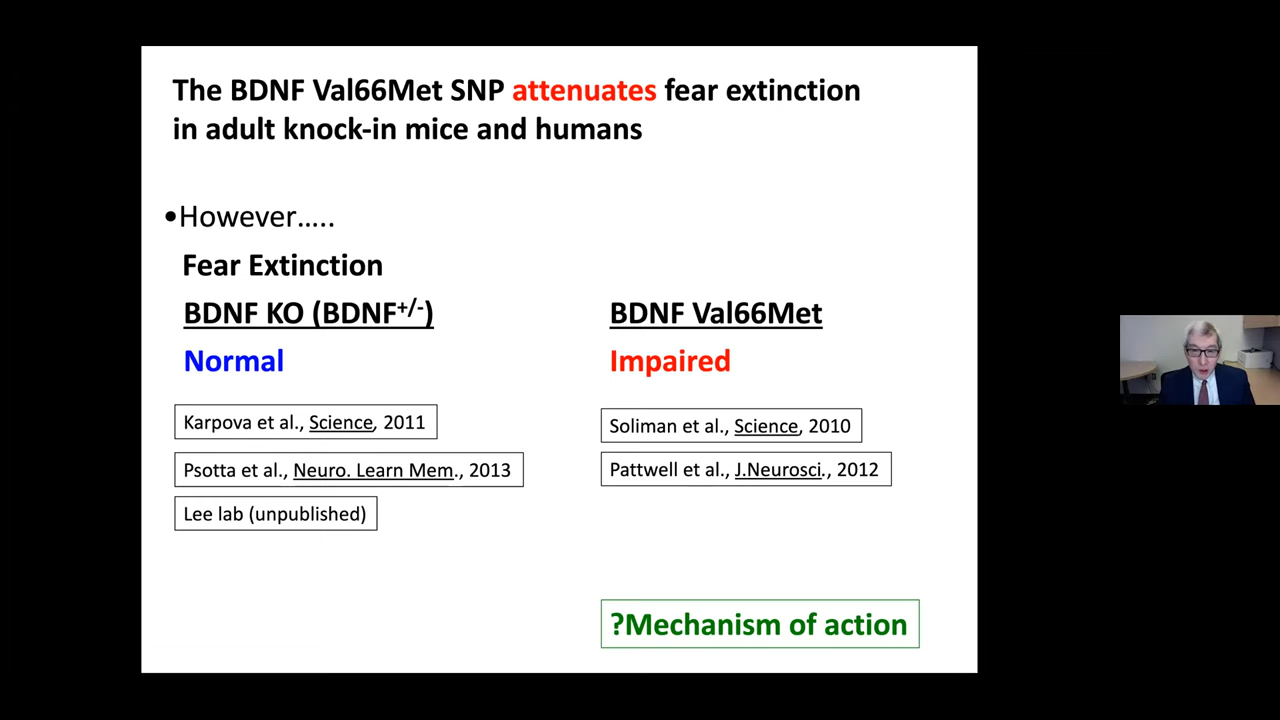 The BDNF Val66Met SNP attenuates fear extinction
in adult knock-in mice and humans
•However…..
Fear Extinction
BDNF KO (BDNF+/-)
BDNF Val66Met
Normal
Impaired
Karpova et al., Science, 2011
Soliman et al., Science, 2010
Psotta et al., Neuro. Learn Mem., 2013
Pattwell et al., J.Neurosci., 2012
Lee lab (unpublished)
?Mechanism of action